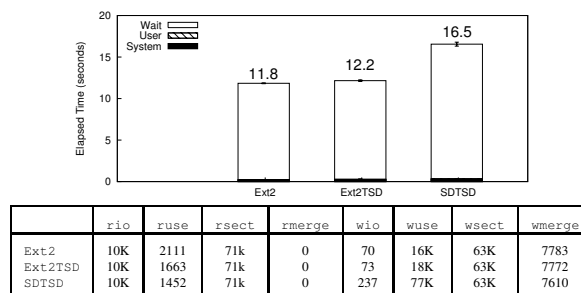 20
15
10
5
0
Elapsed Time (seconds)
Wait
User
System
11.8
12.2
16.5
Ext2
Ext2TSD
SDTSD
rio ruse rsect rmerge wio wuse wsect wmerge
Ext2 10K 2111 71k 0 70 16K 63K 7783
Ext2TSD 10K 1663 71k 0 73 18K 63K 7772
SDTSD 10K 1452 71k 0 237 77K 63K 7610